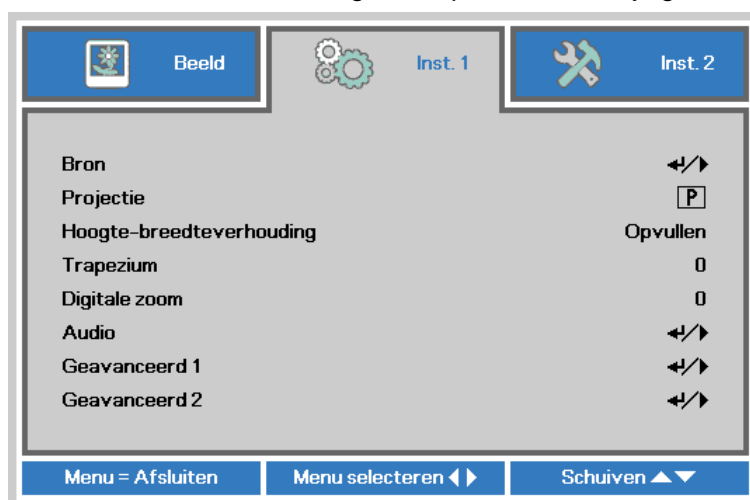 Beeld Inst. 1 Inst. 2
Bron
Projectie P
Hoogte-breedteverhouding Opvullen
Trapezium 0
Digitale zoom 0
Audio
Geavanceerd 1
Geavanceerd 2
Menu = Afsluiten Menu selecteren Schuiven